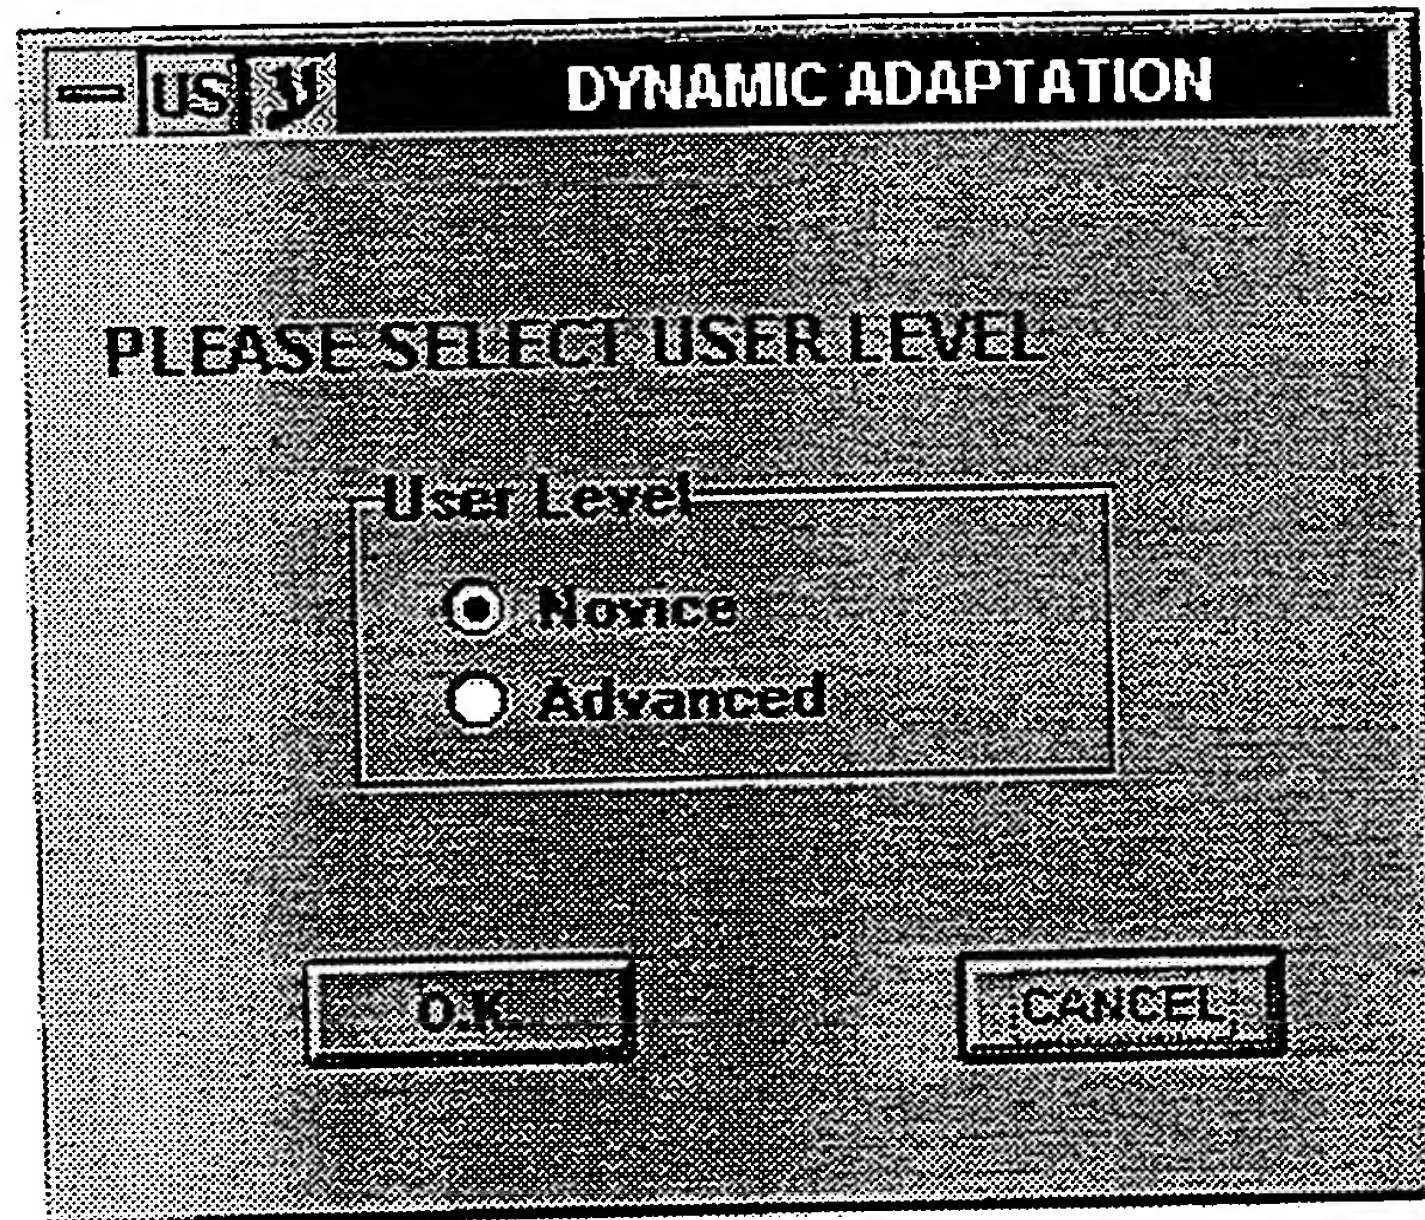 US DYNAMIC ADAPTATION
PLEASE SELECT USER LEVEL
User Level
Novice
Advanced
O.K.
CANCEL